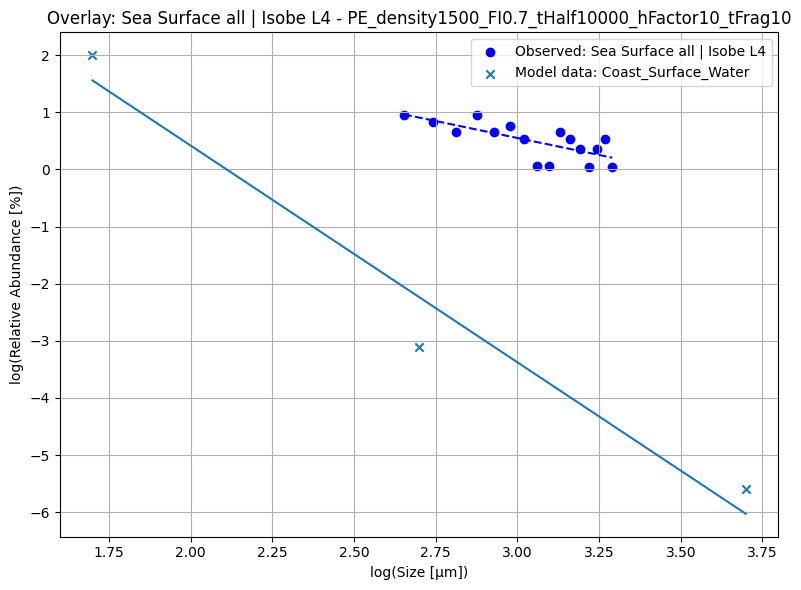 Overlay: Sea Surface all | Isobe L4 - PE_density1500_FI0.7_tHalf10000_hFactor10_tFrag10
Observed: Sea Surface all | Isobe L4
Model data: Coast_Surface_Water
log(Relative Abundance [%])
2
1
0
−1
−2
−3
−4
−5
−6
1.75 2.00 2.25 2.50 2.75 3.00 3.25 3.50 3.75
log(Size [µm])